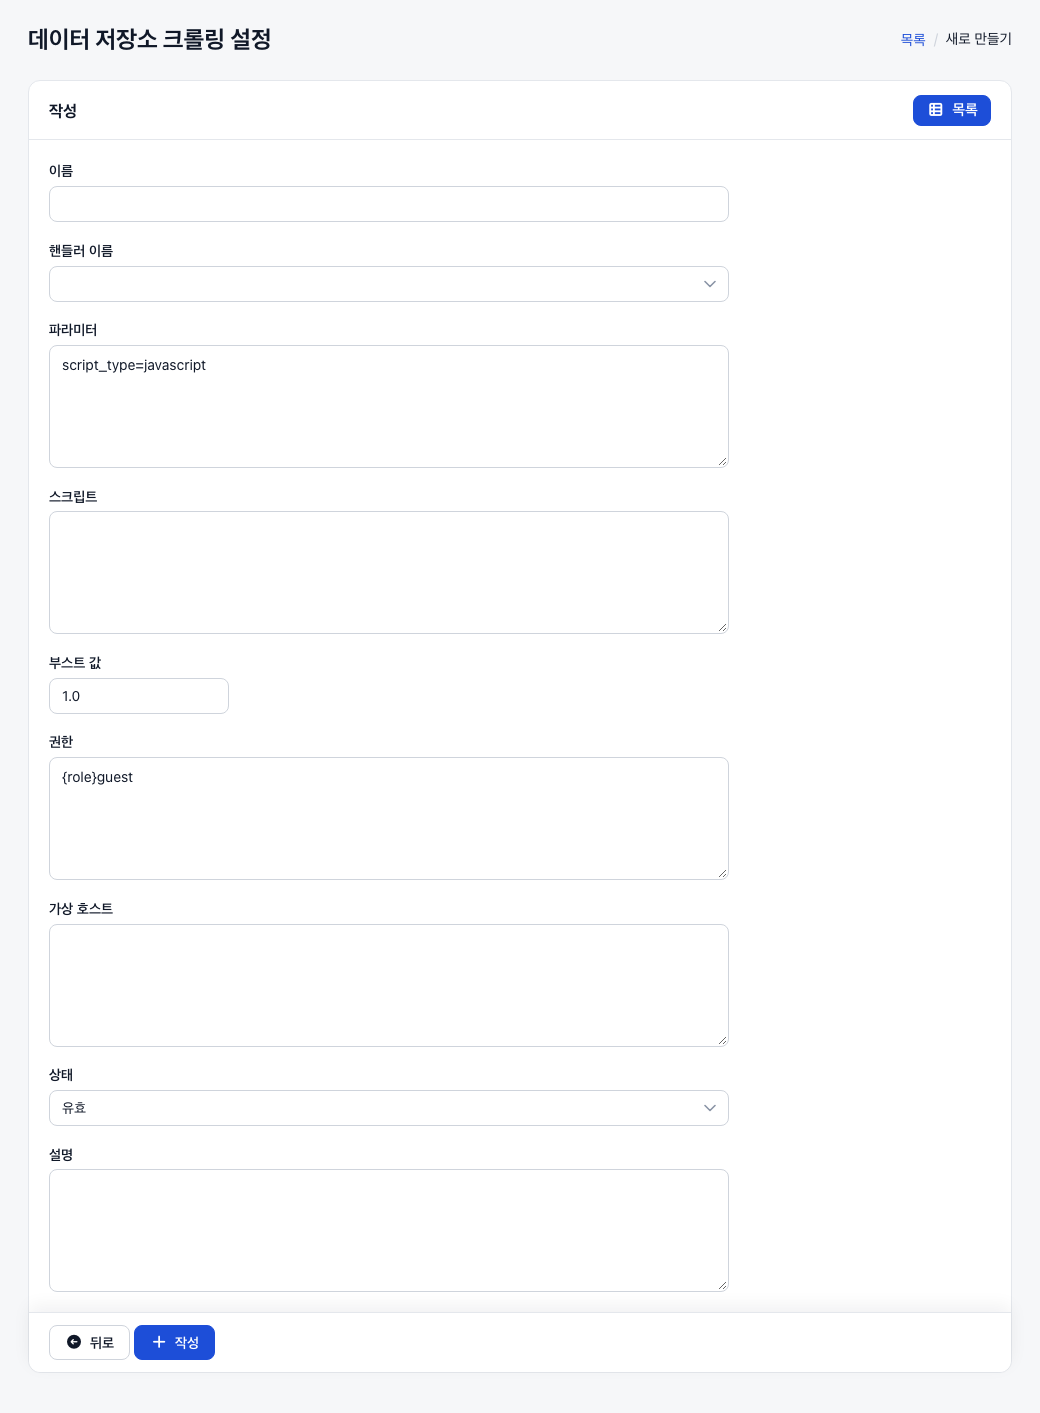 데이터 저장소 크롤링 설정
목록 / 새로 만들기
작성
목록
이름
핸들러 이름
파라미터
script_type=javascript
스크립트
부스트 값
1.0
권한
{role}guest
가상 호스트
상태
유효
설명
뒤로
작성